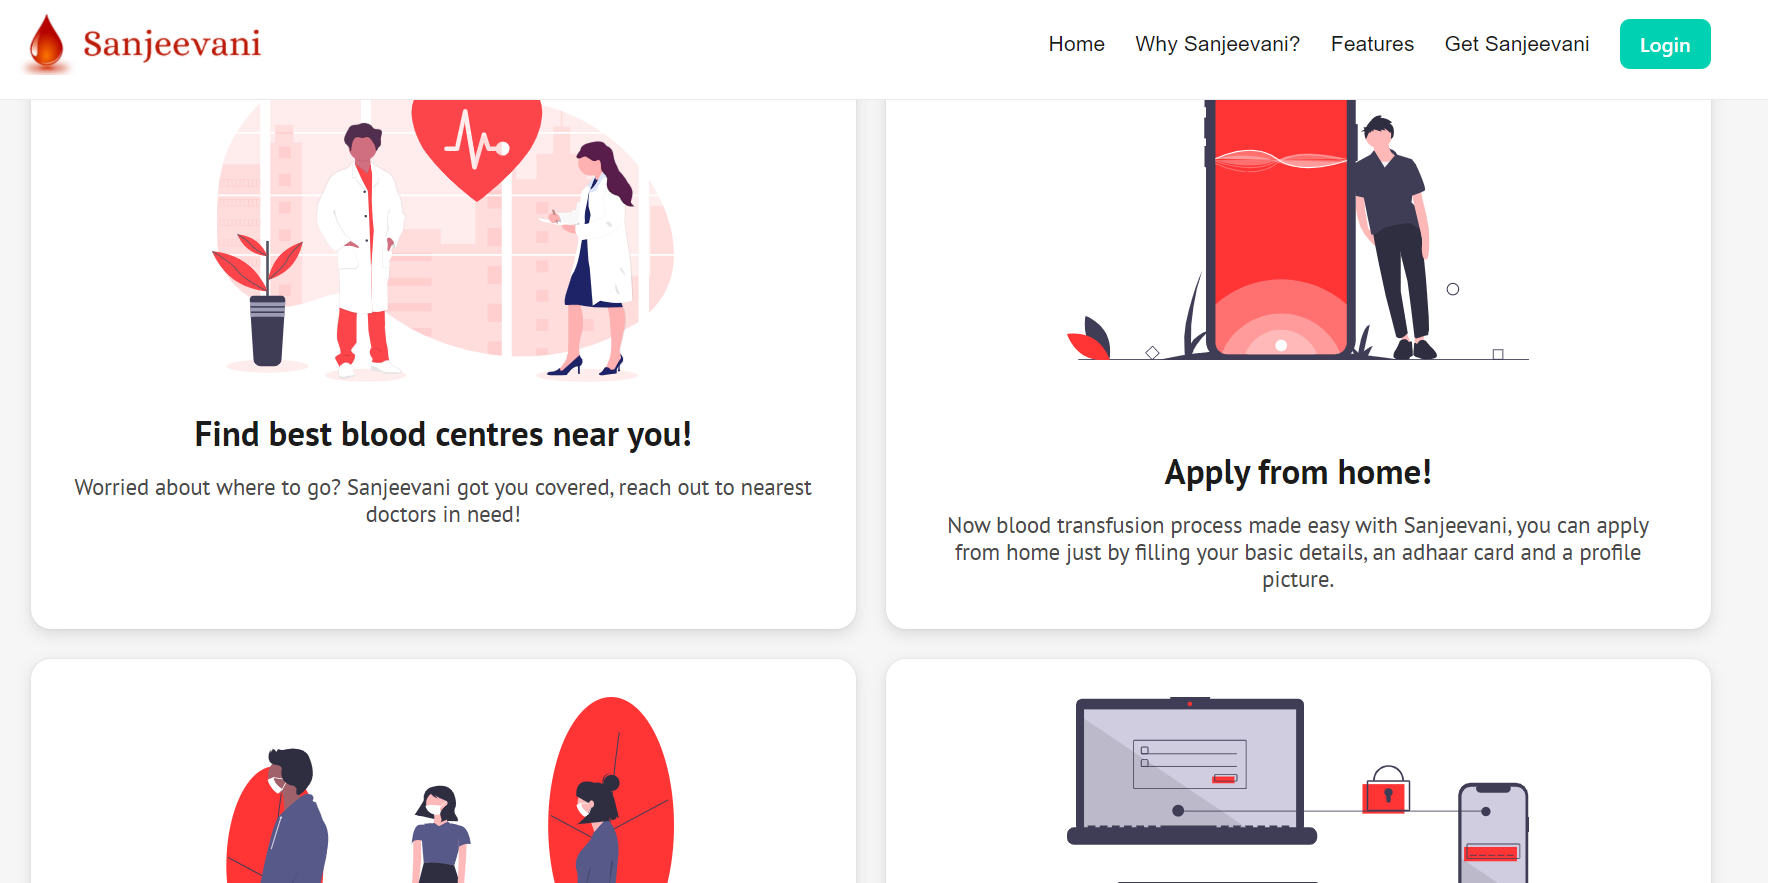 Sanjeevani
Home Why Sanjeevani? Features Get Sanjeevani Login
Find best blood centres near you!
Worried about where to go? Sanjeevani got you covered, reach out to nearest
doctors in need!
Apply from home!
Now blood transfusion process made easy with Sanjeevani, you can apply
from home just by filling your basic details, an adhaar card and a profile
picture.